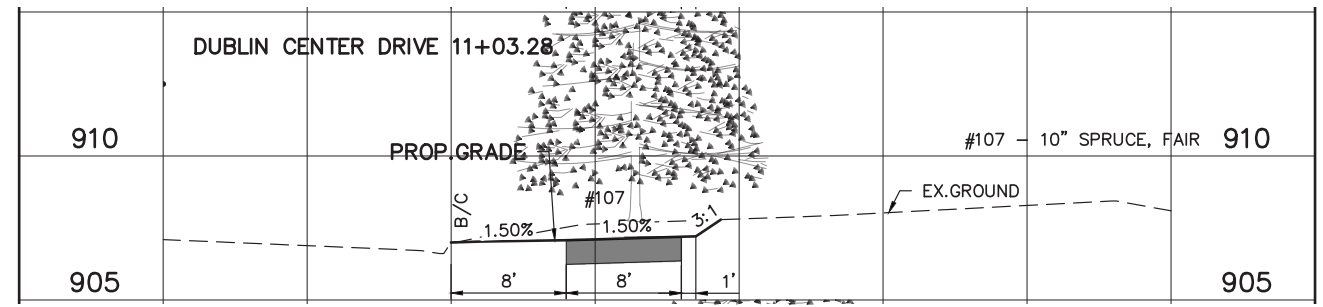 DUBLIN CENTER DRIVE 11+03.28
910
PROP.GRADE
#107 - 10" SPRUCE, FAIR
910
B/C
#107
EX.GROUND
1.50%
1.50%
3:1
905
8'
8'
1'
905